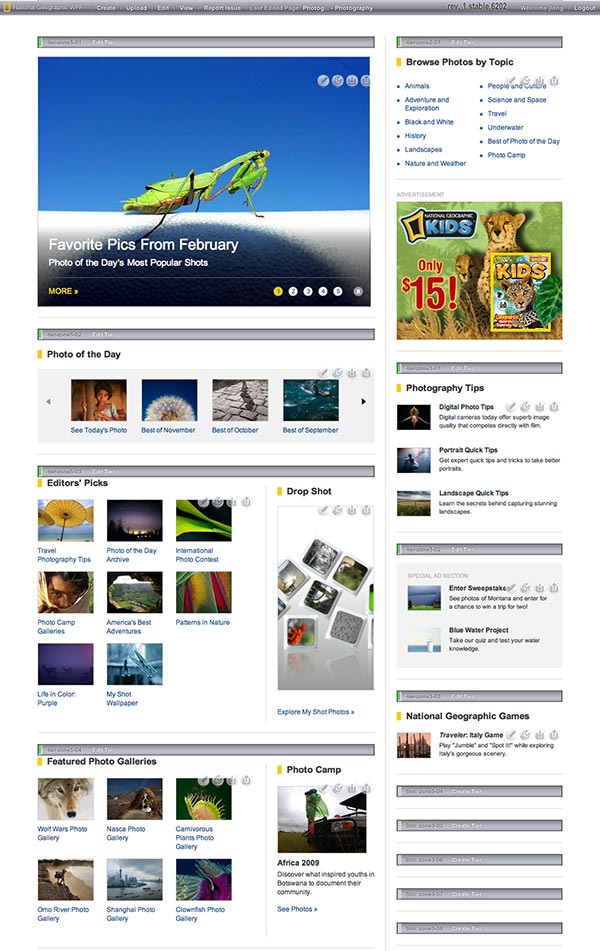 National Geographic WPF Create Upload Edit View Report Issue Last Edited Page: Photog... - Photography rev. 1.stable.6202 Welcome jlong Logout
-tier-zone5-01 Edit Tier
Favorite Pics From February
Photo of the Day's Most Popular Shots
MORE »
1 2 3 4 5
-tier-zone5-02 Edit Tier
Photo of the Day
See Today's Photo
Best of November
Best of October
Best of September
-tier-zone5-03 Edit Tier
Editors' Picks
Travel
Photography Tips
Photo of the Day
Archive
International
Photo Contest
Photo Camp
Galleries
America's Best
Adventures
Patterns in Nature
Life in Color:
Purple
My Shot
Wallpaper
Drop Shot
Explore My Shot Photos »
-tier-zone5-04 Edit Tier
Featured Photo Galleries
Wolf Wars Photo
Gallery
Nasca Photo
Gallery
Carnivorous
Plants Photo
Gallery
Omo River Photo
Gallery
Shanghai Photo
Gallery
Clownfish Photo
Gallery
Photo Camp
Africa 2009
Discover what inspired youths in
Botswana to document their
community.
See Photos »
-tier-zone2-01 Edit Tier
Browse Photos by Topic
Animals
Adventure and
Exploration
Black and White
History
Landscapes
Nature and Weather
People and Culture
Science and Space
Travel
Underwater
Best of Photo of the Day
Photo Camp
ADVERTISEMENT
NATIONAL GEOGRAPHIC
KIDS
Only
$15!
KIDS
-tier-zone3-01 Edit Tier
Photography Tips
Digital Photo Tips
Digital cameras today offer superb image
quality that competes directly with film.
Portrait Quick Tips
Get expert quick tips and tricks to take better
portraits.
Landscape Quick Tips
Learn the secrets behind capturing stunning
landscapes.
-tier-zone3-02 Edit Tier
SPECIAL AD SECTION
Enter Sweepstakes
See photos of Montana and enter for
a chance to win a trip for two!
Blue Water Project
Take our quiz and test your water
knowledge.
-tier-zone3-03 Edit Tier
National Geographic Games
Traveler: Italy Game
Play "Jumble" and "Spot It!" while exploring
Italy's gorgeous scenery.
Slot: zone3-04 Create Tier
Slot: zone3-05 Create Tier
Slot: zone3-06 Create Tier
Slot: zone3-07 Create Tier
Slot: zone3-08 Create Tier